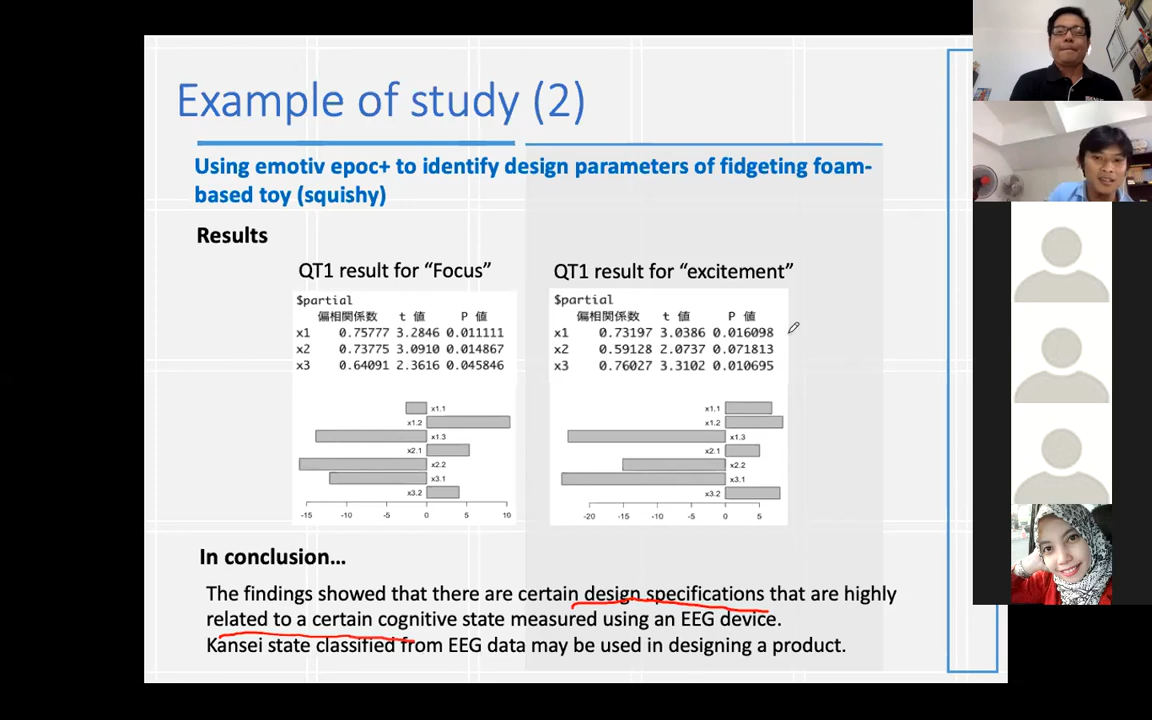 Example of study (2)
Using emotiv epoc+ to identify design parameters of fidgeting foam-
based toy (squishy)
Results
QT1 result for “Focus”
$partial
偏相関係数 t 値 P 値
x1 0.75777 3.2846 0.011111
x2 0.73775 3.0910 0.014867
x3 0.64091 2.3616 0.045846
x1.1
x1.2
x1.3
x2.1
x2.2
x3.1
x3.2
-15 -10 -5 0 5 10
QT1 result for “excitement”
$partial
偏相関係数 t 値 P 値
x1 0.73197 3.0386 0.016098
x2 0.59128 2.0737 0.071813
x3 0.76027 3.3102 0.010695
x1.1
x1.2
x1.3
x2.1
x2.2
x3.1
x3.2
-20 -15 -10 -5 0 5
In conclusion…
The findings showed that there are certain design specifications that are highly
related to a certain cognitive state measured using an EEG device.
Kansei state classified from EEG data may be used in designing a product.